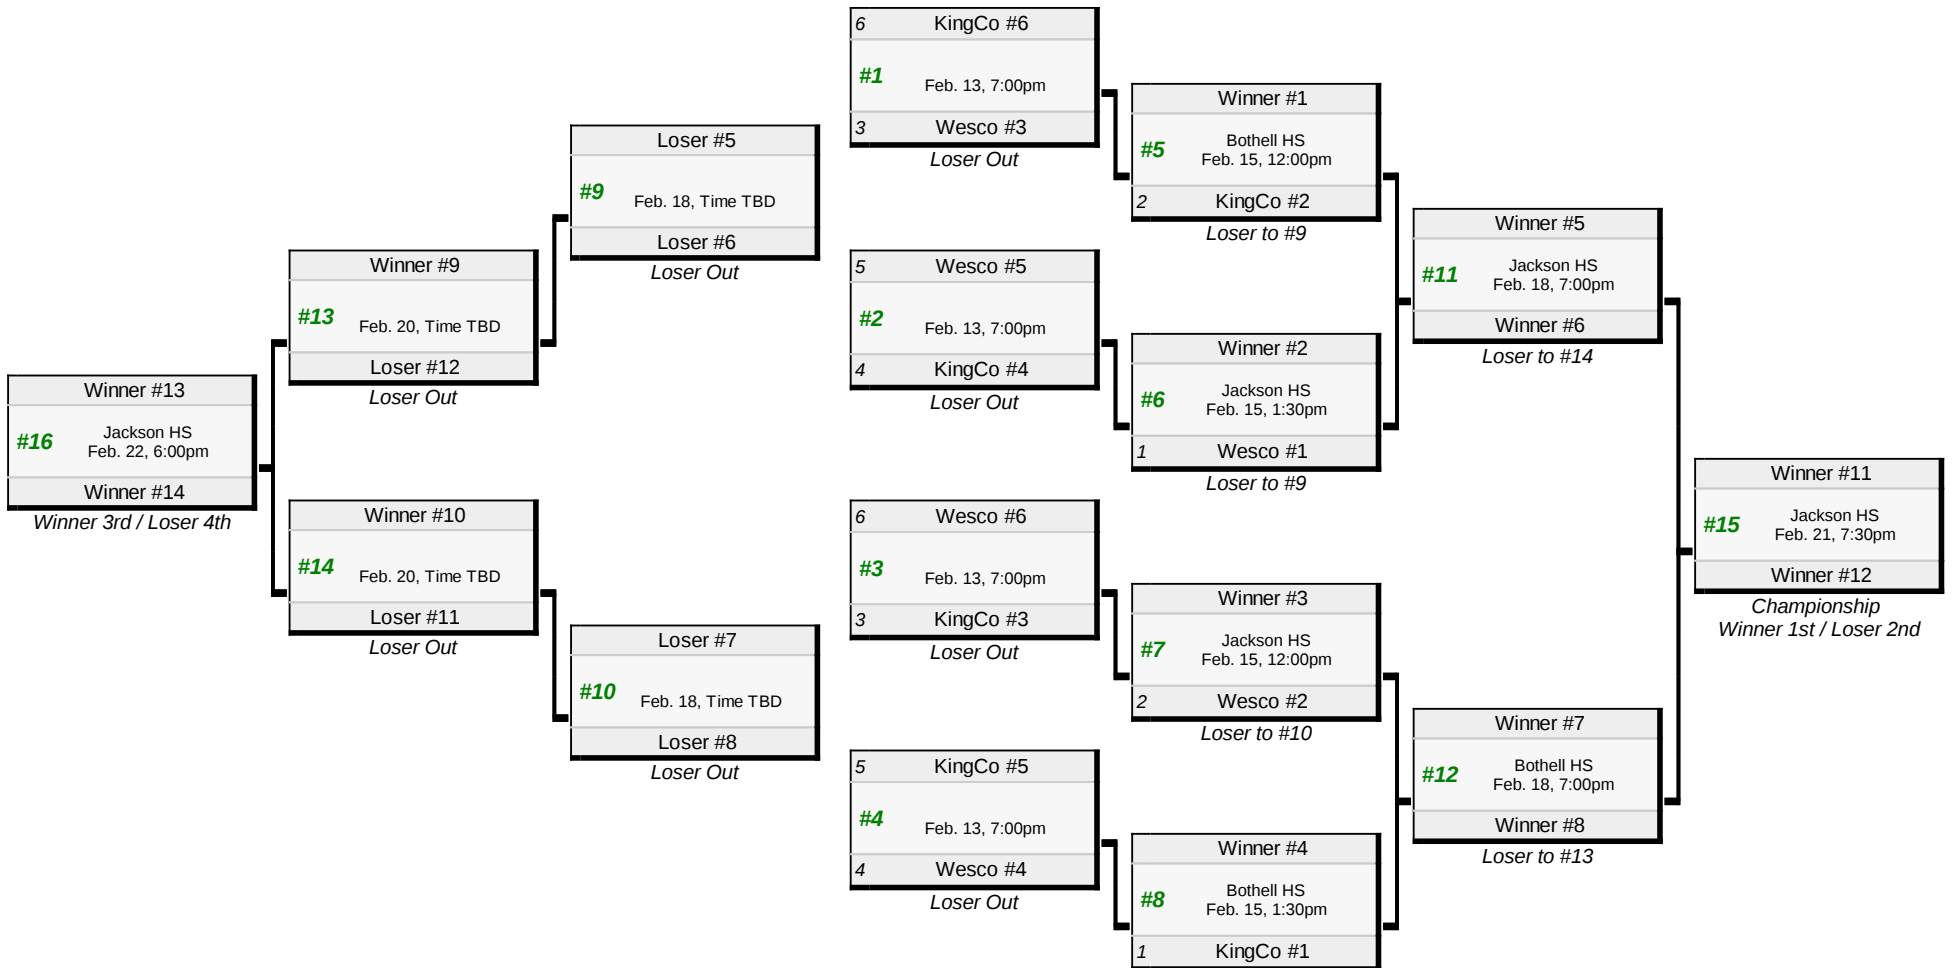 Winner #13
#16
Jackson HS
Feb. 22, 6:00pm
Winner #14
Winner 3rd / Loser 4th
Winner #9
#13
Feb. 20, Time TBD
Loser #12
Loser Out
Winner #10
#14
Feb. 20, Time TBD
Loser #11
Loser Out
Loser #5
#9
Feb. 18, Time TBD
Loser #6
Loser Out
Loser #7
#10
Feb. 18, Time TBD
Loser #8
Loser Out
6 KingCo #6
#1
Feb. 13, 7:00pm
3 Wesco #3
Loser Out
5 Wesco #5
#2
Feb. 13, 7:00pm
4 KingCo #4
Loser Out
6 Wesco #6
#3
Feb. 13, 7:00pm
3 KingCo #3
Loser Out
5 KingCo #5
#4
Feb. 13, 7:00pm
4 Wesco #4
Loser Out
Winner #1
#5
Bothell HS
Feb. 15, 12:00pm
2 KingCo #2
Loser to #9
Winner #2
#6
Jackson HS
Feb. 15, 1:30pm
1 Wesco #1
Loser to #9
Winner #3
#7
Jackson HS
Feb. 15, 12:00pm
2 Wesco #2
Loser to #10
Winner #4
#8
Bothell HS
Feb. 15, 1:30pm
1 KingCo #1
Winner #5
#11
Jackson HS
Feb. 18, 7:00pm
Winner #6
Loser to #14
Winner #7
#12
Bothell HS
Feb. 18, 7:00pm
Winner #8
Loser to #13
Winner #11
#15
Jackson HS
Feb. 21, 7:30pm
Winner #12
Championship
Winner 1st / Loser 2nd